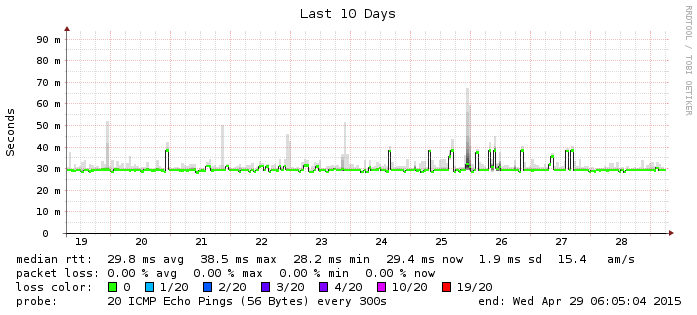 Last 10 Days
RRDTOOL / TOBI OETIKER
Seconds
90 m
80 m
70 m
60 m
50 m
40 m
30 m
20 m
10 m
0
19 20 21 22 23 24 25 26 27 28
median rtt: 29.8 ms avg 38.5 ms max 28.2 ms min 29.4 ms now 1.9 ms sd 15.4 am/s
packet loss: 0.00 % avg 0.00 % max 0.00 % min 0.00 % now
loss color: 0 1/20 2/20 3/20 4/20 10/20 19/20
probe: 20 ICMP Echo Pings (56 Bytes) every 300s end: Wed Apr 29 06:05:04 2015